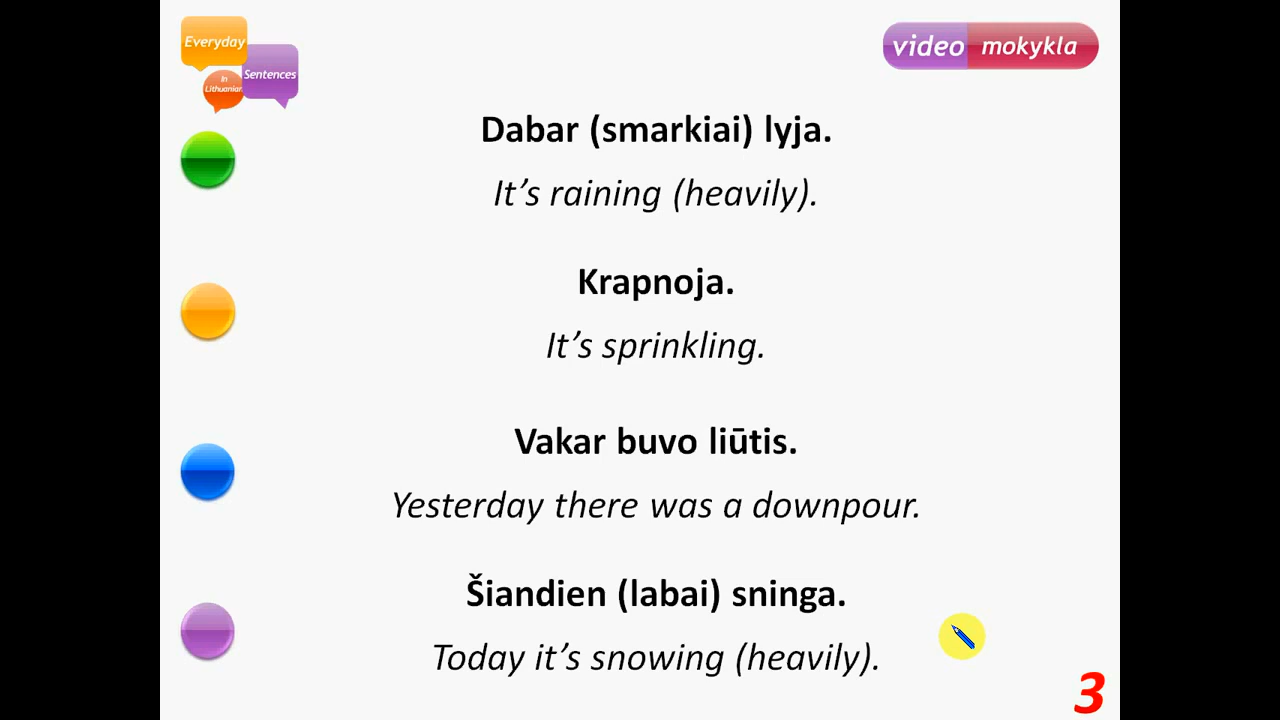 Everyday
In
Lithuanian
Sentences
video mokykla
Dabar (smarkiai) lyja.
It's raining (heavily).
Krapnoja.
It's sprinkling.
Vakar buvo liūtis.
Yesterday there was a downpour.
Šiandien (labai) sninga.
Today it's snowing (heavily).
3